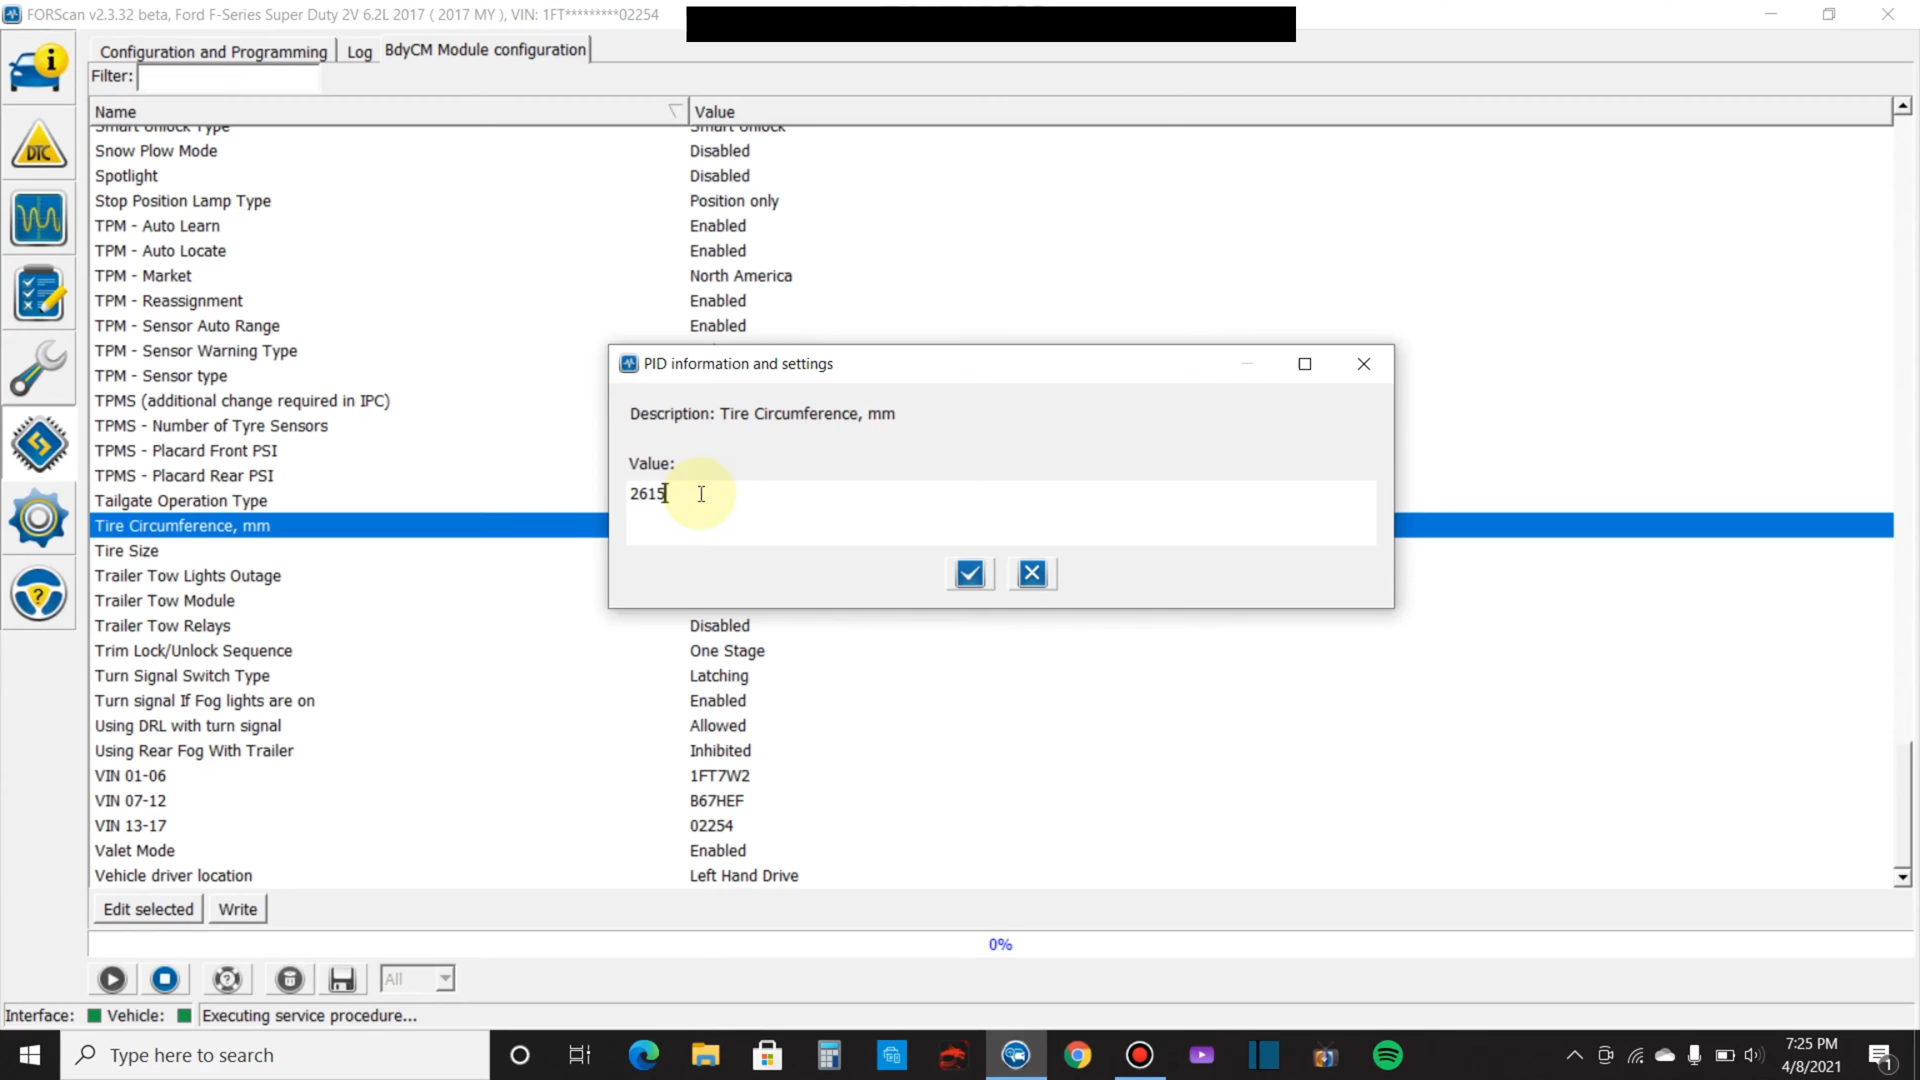 FORScan v2.3.32 beta, Ford F-Series Super Duty 2V 6.2L 2017 ( 2017 MY ), VIN: 1FT*********02254
Configuration and Programming Log BdyCM Module configuration
Filter:
Name Value
Smart Unlock Type Smart Unlock
Snow Plow Mode Disabled
Spotlight Disabled
Stop Position Lamp Type Position only
TPM - Auto Learn Enabled
TPM - Auto Locate Enabled
TPM - Market North America
TPM - Reassignment Enabled
TPM - Sensor Auto Range Enabled
TPM - Sensor Warning Type
TPM - Sensor type
TPMS (additional change required in IPC)
TPMS - Number of Tyre Sensors
TPMS - Placard Front PSI
TPMS - Placard Rear PSI
Tailgate Operation Type
Tire Circumference, mm
Tire Size
Trailer Tow Lights Outage
Trailer Tow Module
Trailer Tow Relays Disabled
Trim Lock/Unlock Sequence One Stage
Turn Signal Switch Type Latching
Turn signal If Fog lights are on Enabled
Using DRL with turn signal Allowed
Using Rear Fog With Trailer Inhibited
VIN 01-06 1FT7W2
VIN 07-12 B67HEF
VIN 13-17 02254
Valet Mode Enabled
Vehicle driver location Left Hand Drive
PID information and settings
Description: Tire Circumference, mm
Value:
2615
Edit selected Write
0%
All
Interface: Vehicle: Executing service procedure...
Type here to search
7:25 PM
4/8/2021
1
DTC